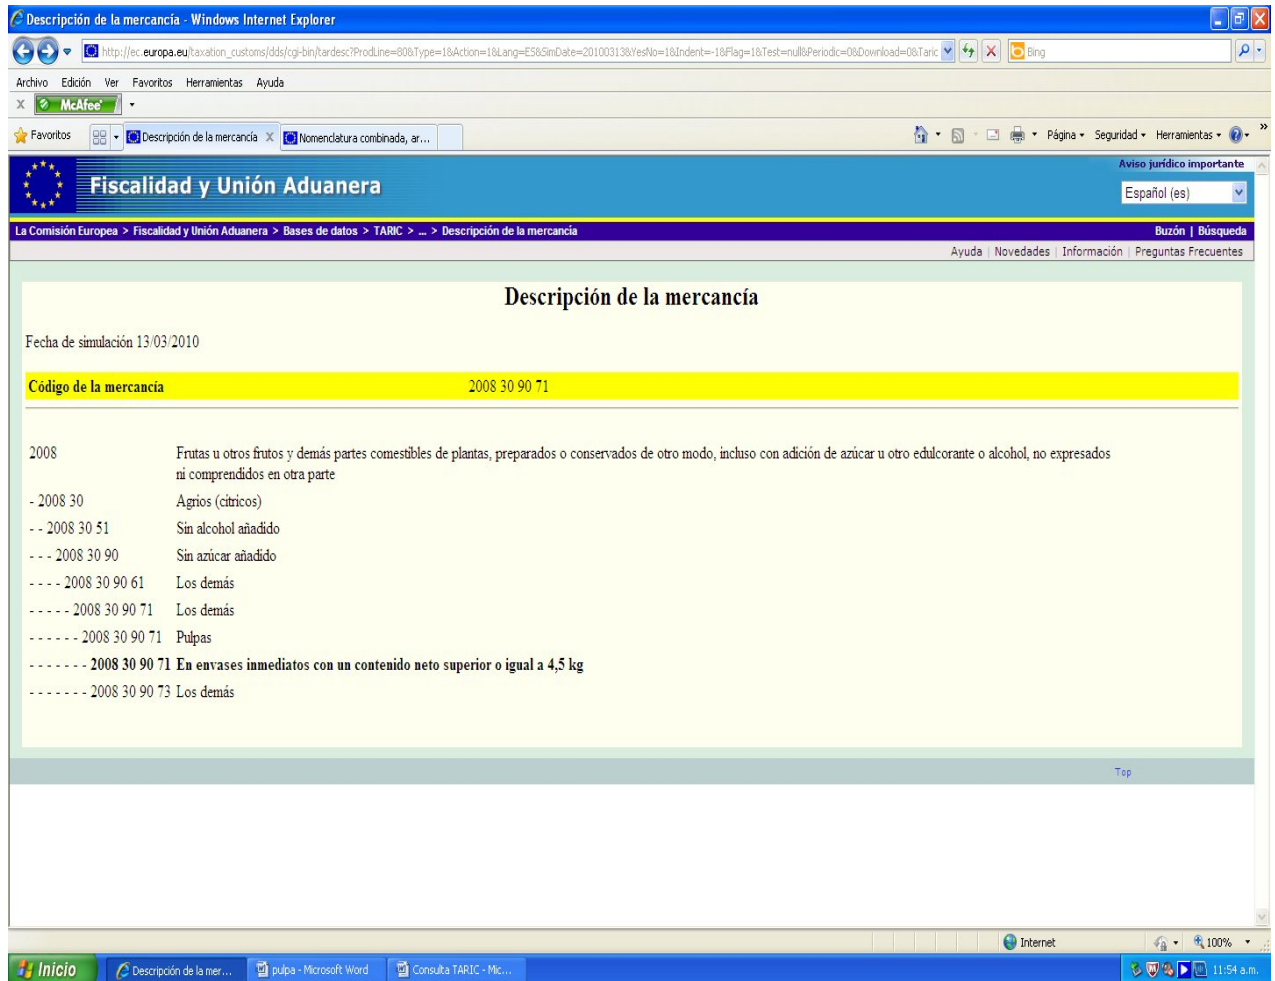 Descripción de la mercancía - Windows Internet Explorer
http://ec.europa.eu/taxation_customs/dds/cgi-bin/tardesc?ProdLine=80&Type=1&Action=1&Lang=ES&SimDate=20100313&YesNo=1&Indent=-1&Flag=1&Test=null&Periodic=0&Download=0&Taric Bing
Archivo Edición Ver Favoritos Herramientas Ayuda
X McAfee
Favoritos Descripción de la mercancía X Nomenclatura combinada, ar... Página Seguridad Herramientas »
Aviso jurídico importante
Fiscalidad y Unión Aduanera
Español (es)
La Comisión Europea > Fiscalidad y Unión Aduanera > Bases de datos > TARIC > ... > Descripción de la mercancía Buzón | Búsqueda
Ayuda | Novedades | Información | Preguntas Frecuentes
Descripción de la mercancía
Fecha de simulación 13/03/2010
Código de la mercancía 2008 30 90 71
2008 Frutas u otros frutos y demás partes comestibles de plantas, preparados o conservados de otro modo, incluso con adición de azúcar u otro edulcorante o alcohol, no expresados
ni comprendidos en otra parte
- 2008 30 Agrios (cítricos)
- - 2008 30 51 Sin alcohol añadido
- - - 2008 30 90 Sin azúcar añadido
- - - - 2008 30 90 61 Los demás
- - - - - 2008 30 90 71 Los demás
- - - - - - 2008 30 90 71 Pulpas
- - - - - - - 2008 30 90 71 En envases inmediatos con un contenido neto superior o igual a 4,5 kg
- - - - - - - 2008 30 90 73 Los demás
Top
Internet 100%
Inicio Descripción de la mer... pulpa - Microsoft Word Consulta TARIC - Mic... 11:54 a.m.